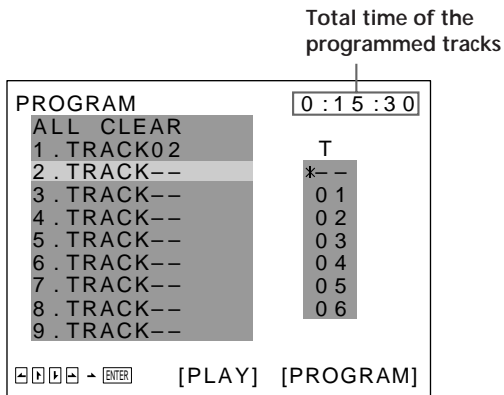 Total time of the
programmed tracks
PROGRAM 0:15:30
ALL CLEAR
1.TRACK02 T
2.TRACK–– *––
3.TRACK–– 01
4.TRACK–– 02
5.TRACK–– 03
6.TRACK–– 04
7.TRACK–– 05
8.TRACK–– 06
9.TRACK––
ENTER [PLAY] [PROGRAM]